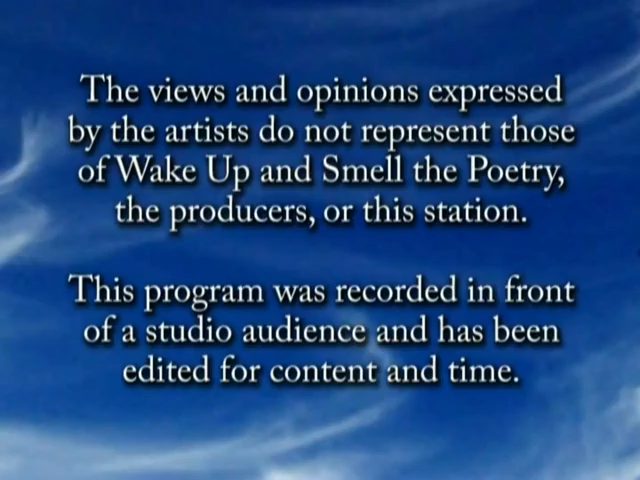 The views and opinions expressed
by the artists do not represent those
of Wake Up and Smell the Poetry,
the producers, or this station.
This program was recorded in front
of a studio audience and has been
edited for content and time.